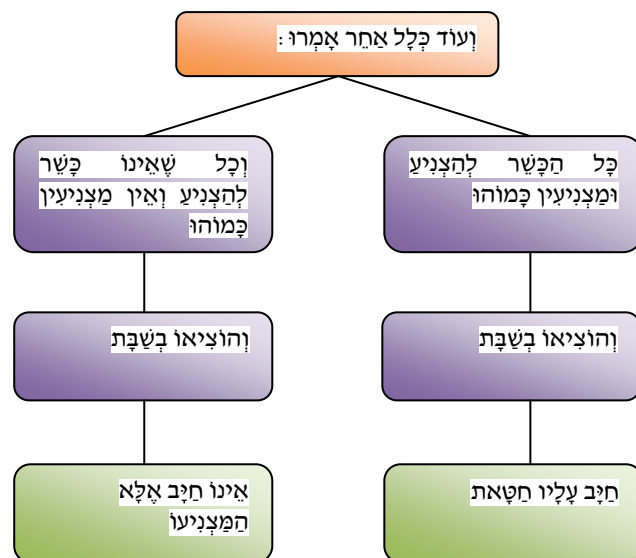 וְעוֹד כְּלָל אַחֵר אָמְרוּ :
כָּל הַכָּשֵׁר לְהַצְנִיעַ
וּמַצְנִיעִין כָּמוֹהוּ
וְהוֹצִיאוֹ בְשַׁבָּת
חַיָּב עָלָיו חַטָּאת
וְכָל שֶׁאֵינוֹ כָּשֵׁר
לְהַצְנִיעַ וְאֵין מַצְנִיעִין
כָּמוֹהוּ
וְהוֹצִיאוֹ בְשַׁבָּת
אֵינוֹ חַיָּב אֶלָּא
הַמַּצְנִיעוֹ